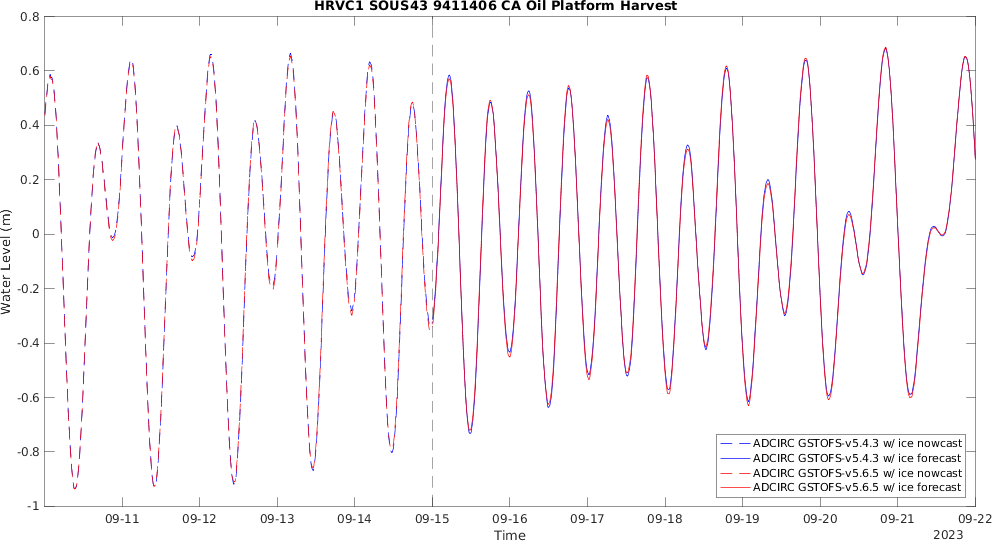 HRVC1 SOUS43 9411406 CA Oil Platform Harvest
0.8
0.6
0.4
0.2
0
-0.2
-0.4
-0.6
-0.8
-1
Water Level (m)
ADCIRC GSTOFS-v5.4.3 w/ ice nowcast
ADCIRC GSTOFS-v5.4.3 w/ ice forecast
ADCIRC GSTOFS-v5.6.5 w/ ice nowcast
ADCIRC GSTOFS-v5.6.5 w/ ice forecast
09-11 09-12 09-13 09-14 09-15 09-16 09-17 09-18 09-19 09-20 09-21 09-22
Time
2023